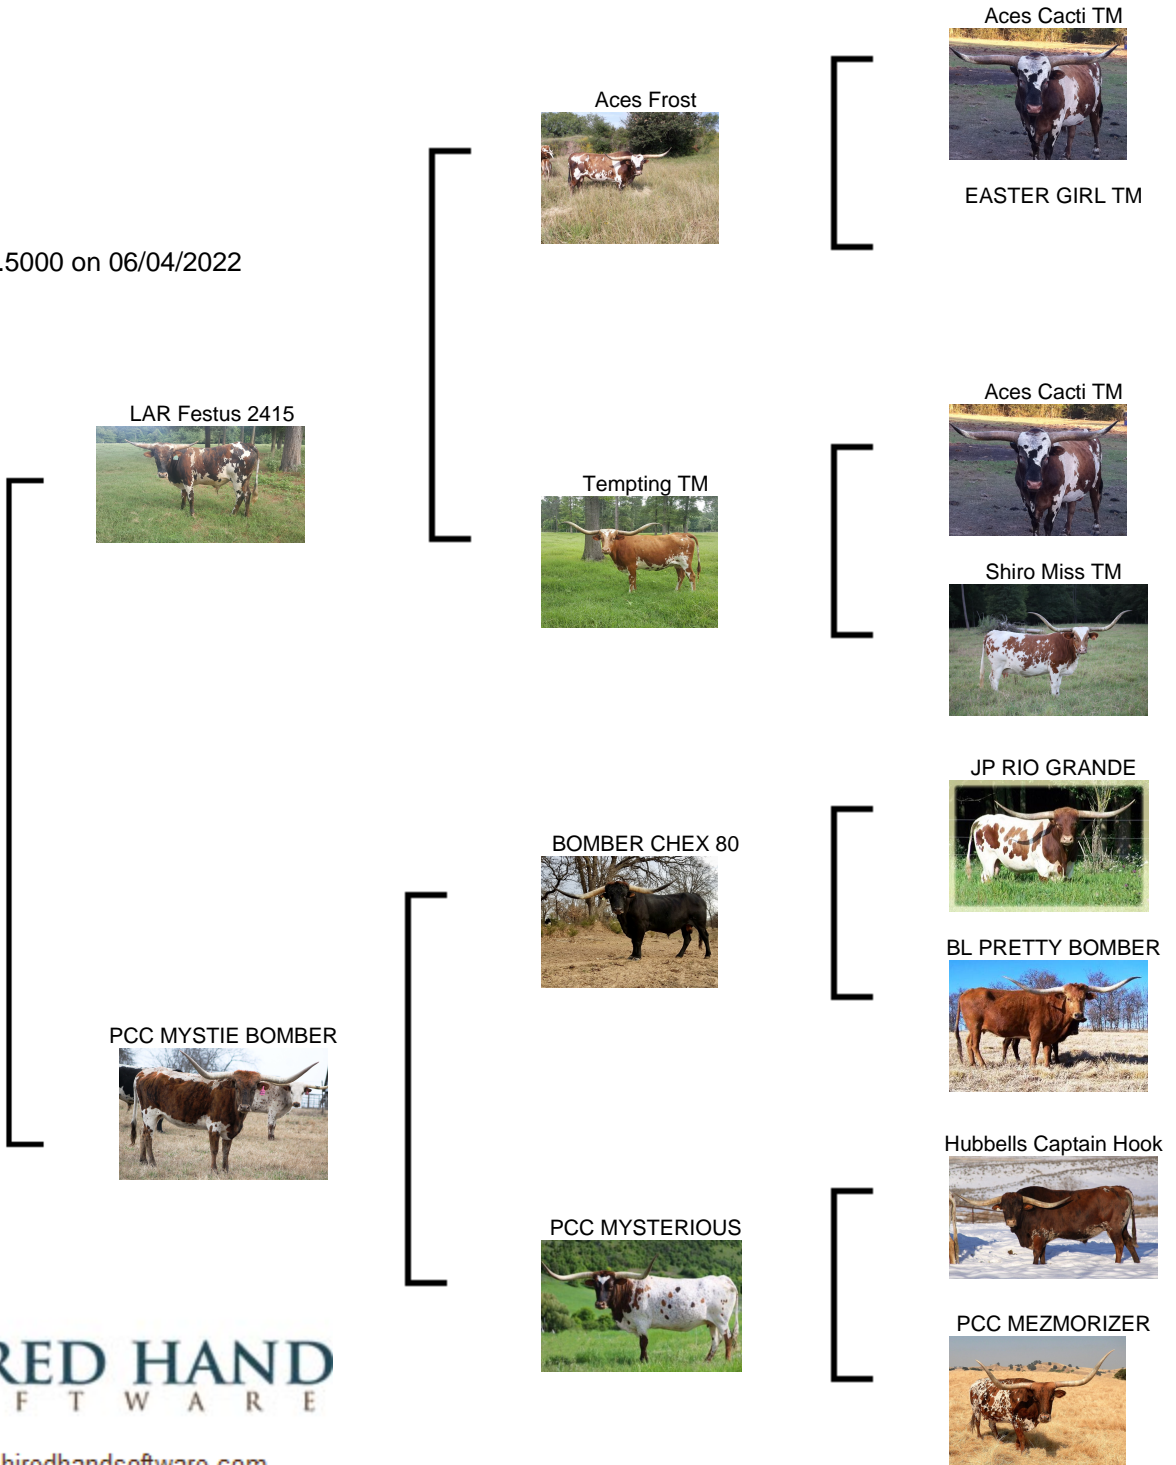 Aces Cacti TM
Aces Frost
EASTER GIRL TM
.5000 on 06/04/2022
Aces Cacti TM
LAR Festus 2415
Tempting TM
Shiro Miss TM
JP RIO GRANDE
BOMBER CHEX 80
BL PRETTY BOMBER
PCC MYSTIE BOMBER
Hubbells Captain Hook
PCC MYSTERIOUS
PCC MEZMORIZER
RED HAND
F T W A R E
hiredhandsoftware.com